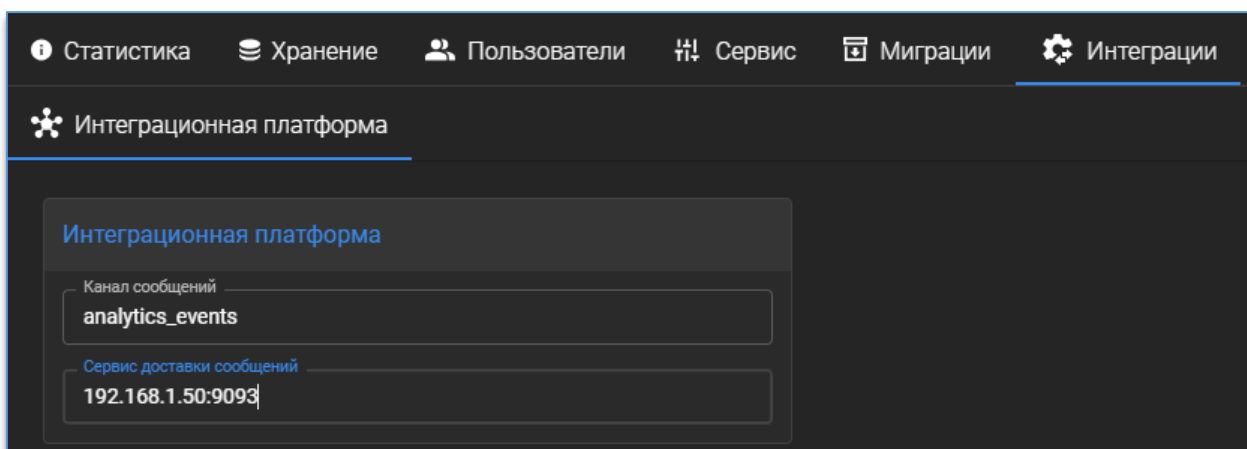 Статистика Хранение Пользователи Сервис Миграции Интеграции
Интеграционная платформа
Интеграционная платформа
Канал сообщений
analytics_events
Сервис доставки сообщений
192.168.1.50:9093